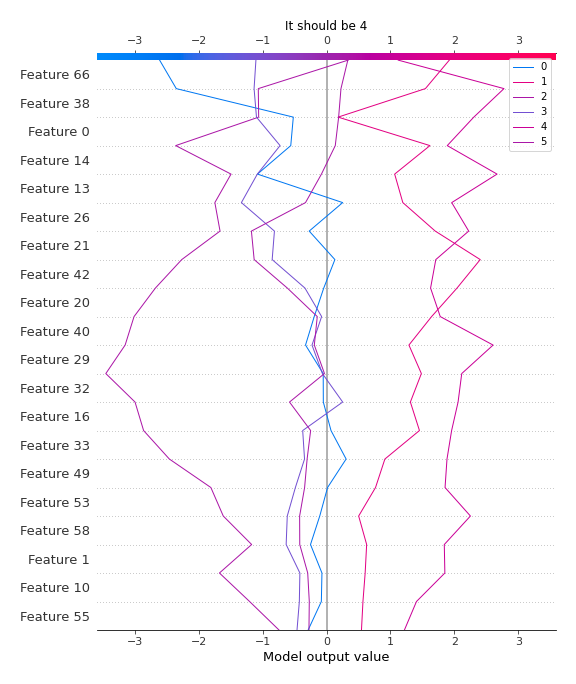 It should be 4
−3 −2 −1 0 1 2 3
0
1
2
3
4
5
Feature 66
Feature 38
Feature 0
Feature 14
Feature 13
Feature 26
Feature 21
Feature 42
Feature 20
Feature 40
Feature 29
Feature 32
Feature 16
Feature 33
Feature 49
Feature 53
Feature 58
Feature 1
Feature 10
Feature 55
−3 −2 −1 0 1 2 3
Model output value